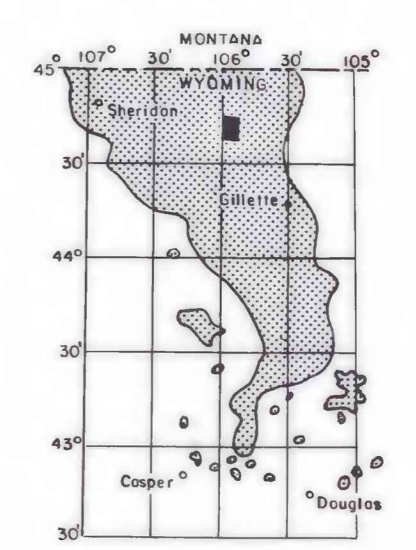 MONTANA
107° 30' 106° 30' 105°
45°
WYOMING
Sheridan
30'
Gillette
44°
30'
43°
Casper
Douglas
30'